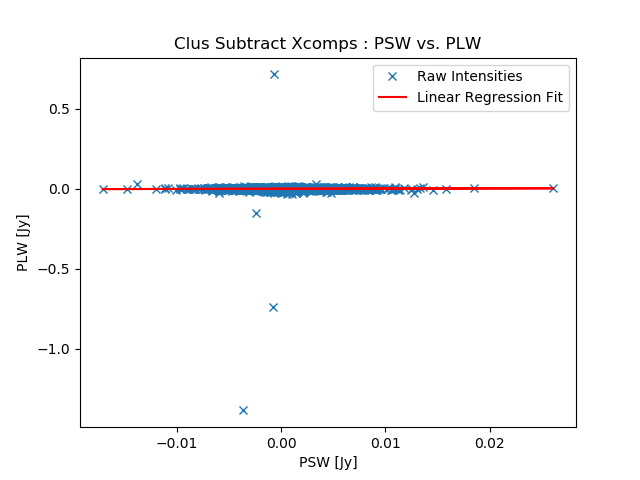 Clus Subtract Xcomps : PSW vs. PLW
Raw Intensities
Linear Regression Fit
0.5
0.0
−0.5
−1.0
PLW [Jy]
−0.01
0.00
0.01
0.02
PSW [Jy]